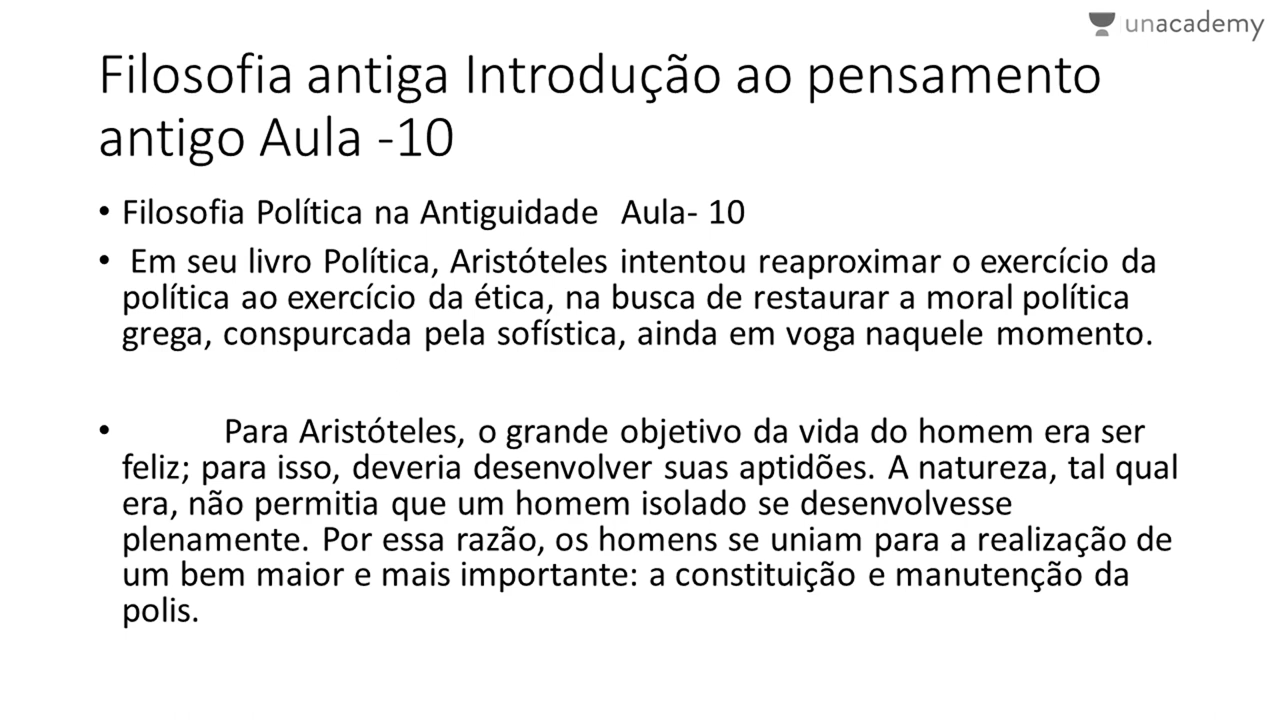 unacademy
Filosofia antiga Introdução ao pensamento
antigo Aula -10
• Filosofia Política na Antiguidade Aula- 10
• Em seu livro Política, Aristóteles intentou reaproximar o exercício da
política ao exercício da ética, na busca de restaurar a moral política
grega, conspurcada pela sofística, ainda em voga naquele momento.
• Para Aristóteles, o grande objetivo da vida do homem era ser
feliz; para isso, deveria desenvolver suas aptidões. A natureza, tal qual
era, não permitia que um homem isolado se desenvolvesse
plenamente. Por essa razão, os homens se uniam para a realização de
um bem maior e mais importante: a constituição e manutenção da
polis.